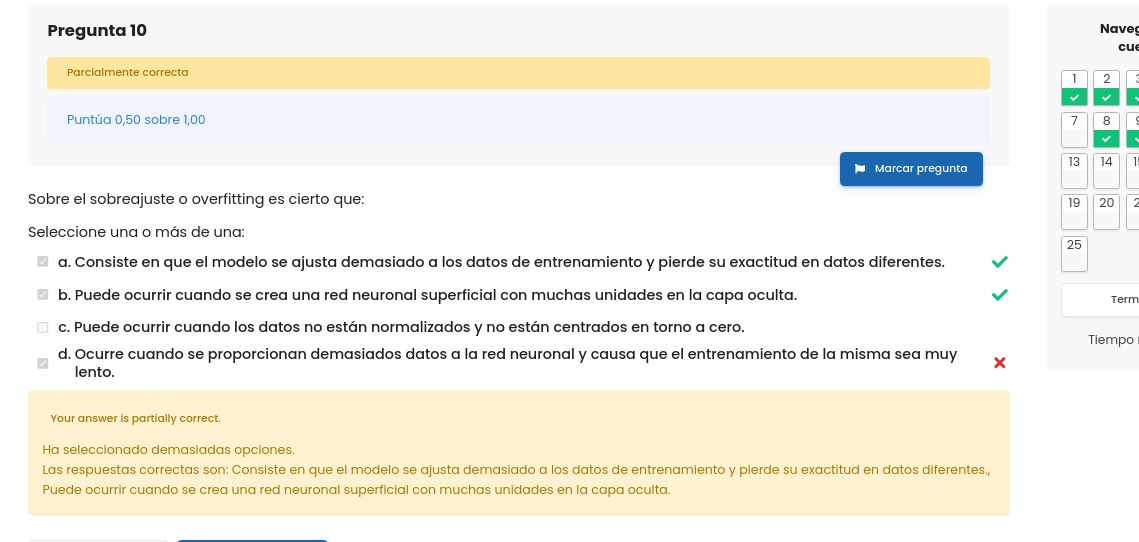 Pregunta 10
Parcialmente correcta
Puntúa 0,50 sobre 1,00
Marcar pregunta
Sobre el sobreajuste o overfitting es cierto que:
Seleccione una o más de una:
a. Consiste en que el modelo se ajusta demasiado a los datos de entrenamiento y pierde su exactitud en datos diferentes.
b. Puede ocurrir cuando se crea una red neuronal superficial con muchas unidades en la capa oculta.
c. Puede ocurrir cuando los datos no están normalizados y no están centrados en torno a cero.
d. Ocurre cuando se proporcionan demasiados datos a la red neuronal y causa que el entrenamiento de la misma sea muy
lento.
Your answer is partially correct.
Ha seleccionado demasiadas opciones.
Las respuestas correctas son: Consiste en que el modelo se ajusta demasiado a los datos de entrenamiento y pierde su exactitud en datos diferentes.,
Puede ocurrir cuando se crea una red neuronal superficial con muchas unidades en la capa oculta.
Naveg
cue
1 2 3
7 8 9
13 14 15
19 20 2
25
Term
Tiempo